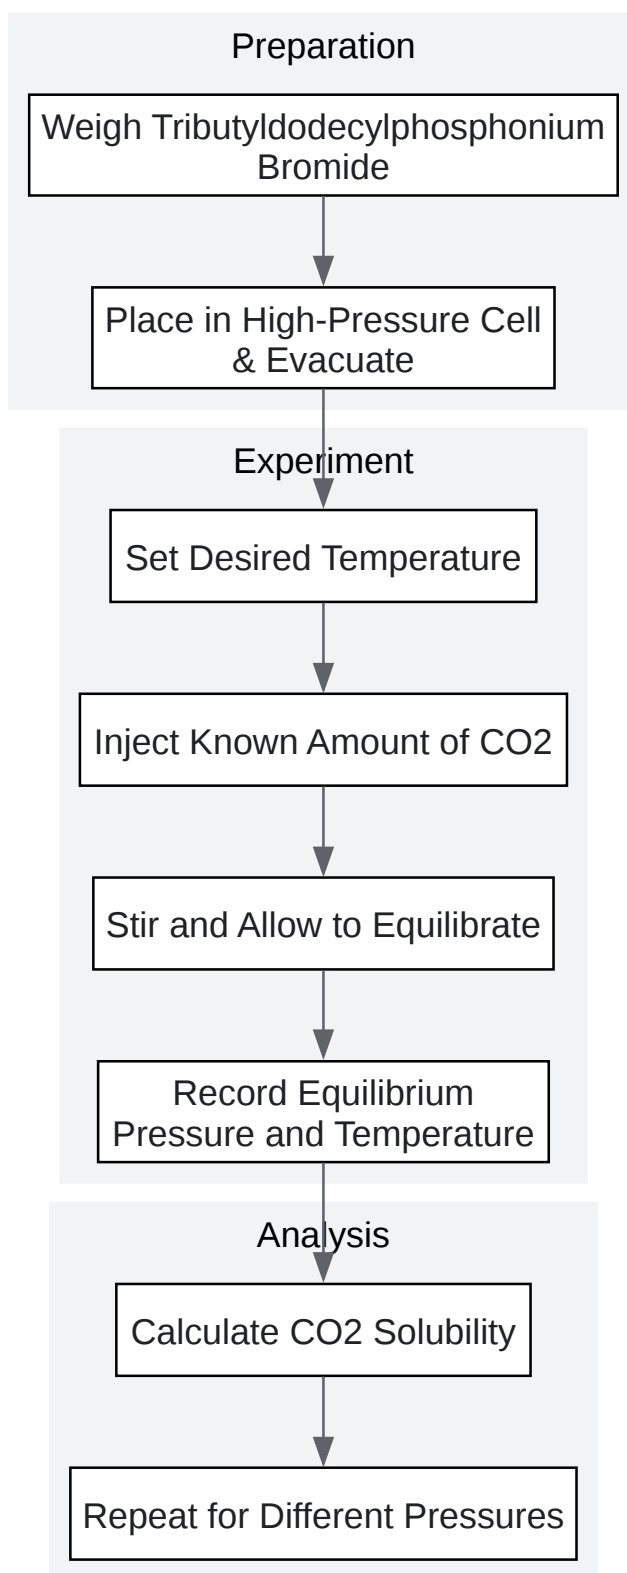 Preparation
Weigh Tributyldodecylphosphonium
Bromide
Place in High-Pressure Cell
& Evacuate
Experiment
Set Desired Temperature
Inject Known Amount of CO2
Stir and Allow to Equilibrate
Record Equilibrium
Pressure and Temperature
Analysis
Calculate CO2 Solubility
Repeat for Different Pressures